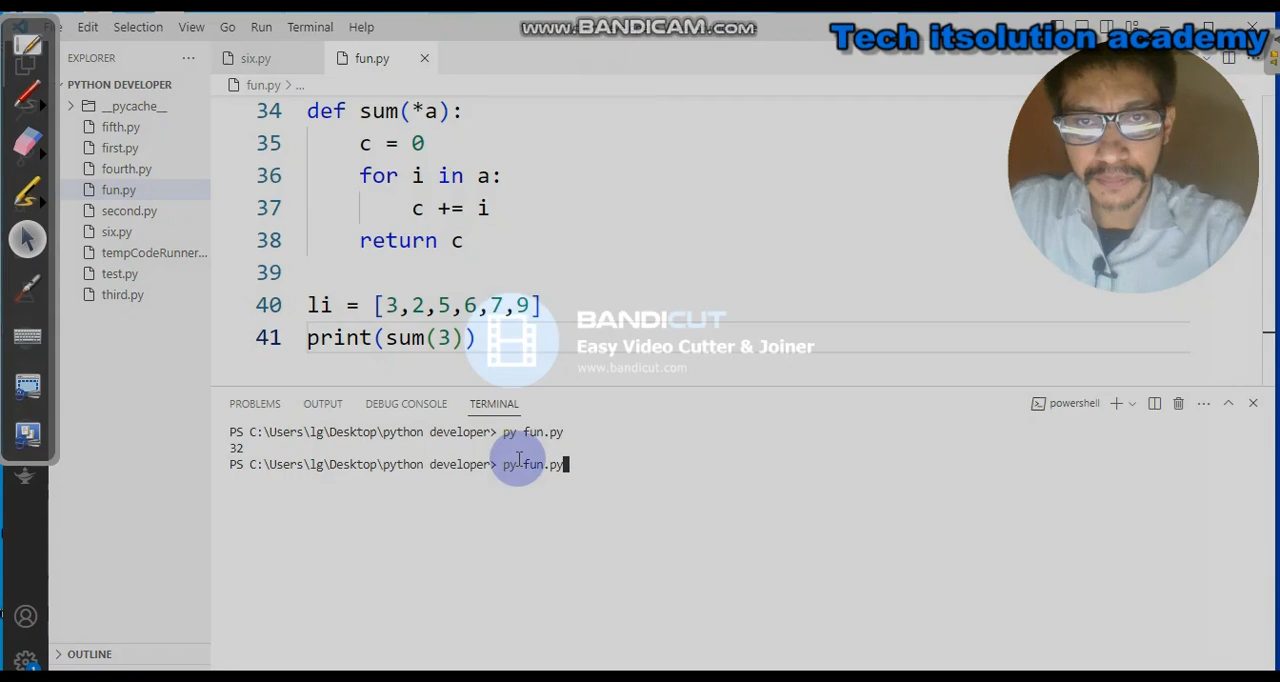 Edit Selection View Go Run Terminal Help
www.BANDICAM.com
Tech itsolution academy
EXPLORER
six.py
fun.py
PYTHON DEVELOPER
fun.py > ...
__pycache__
fifth.py
first.py
fourth.py
fun.py
second.py
six.py
tempCodeRunner...
test.py
third.py
34 def sum(*a):
35 c = 0
36 for i in a:
37 c += i
38 return c
39
40 li = [3,2,5,6,7,9]
41 print(sum(3))
BANDICUT
Easy Video Cutter & Joiner
www.bandicut.com
PROBLEMS OUTPUT DEBUG CONSOLE TERMINAL
powershell
PS C:\Users\lg\Desktop\python developer> py fun.py
32
PS C:\Users\lg\Desktop\python developer> py fun.py
OUTLINE